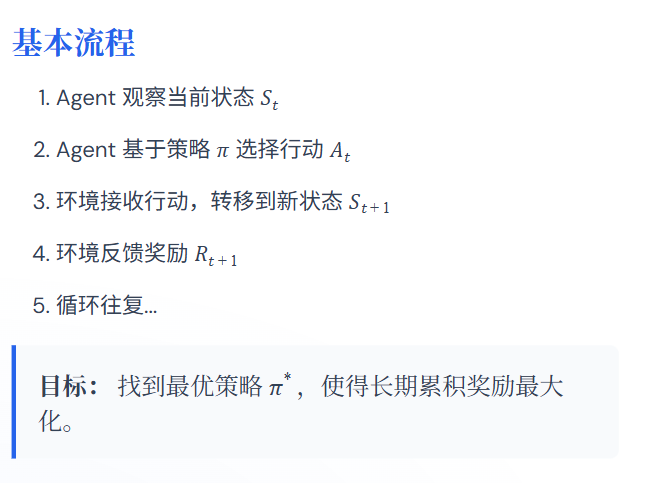 基本流程
1. Agent 观察当前状态 S_t
2. Agent 基于策略 π 选择行动 A_t
3. 环境接收行动，转移到新状态 S_{t+1}
4. 环境反馈奖励 R_{t+1}
5. 循环往复...
目标： 找到最优策略 π*，使得长期累积奖励最大
化。